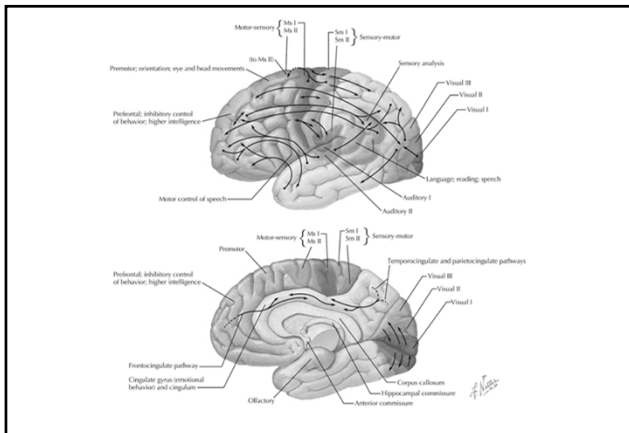 Motor-sensory { Ms I
Ms II
Sm I
Sm II } Sensory-motor
(to Ms II)
Sensory analysis
Premotor; orientation; eye and head movements
Visual III
Visual II
Visual I
Prefrontal; inhibitory control
of behavior; higher intelligence
Language; reading; speech
Motor control of speech
Auditory I
Auditory II
Motor-sensory { Ms I
Ms II
Sm I
Sm II } Sensory-motor
Premotor
Temporocingulate and parietocingulate pathways
Prefrontal; inhibitory control
of behavior; higher intelligence
Visual III
Visual II
Visual I
Frontocingulate pathway
Cingulate gyrus (emotional
behavior) and cingulum
Corpus callosum
Hippocampal commissure
Olfactory
Anterior commissure
F. Netter